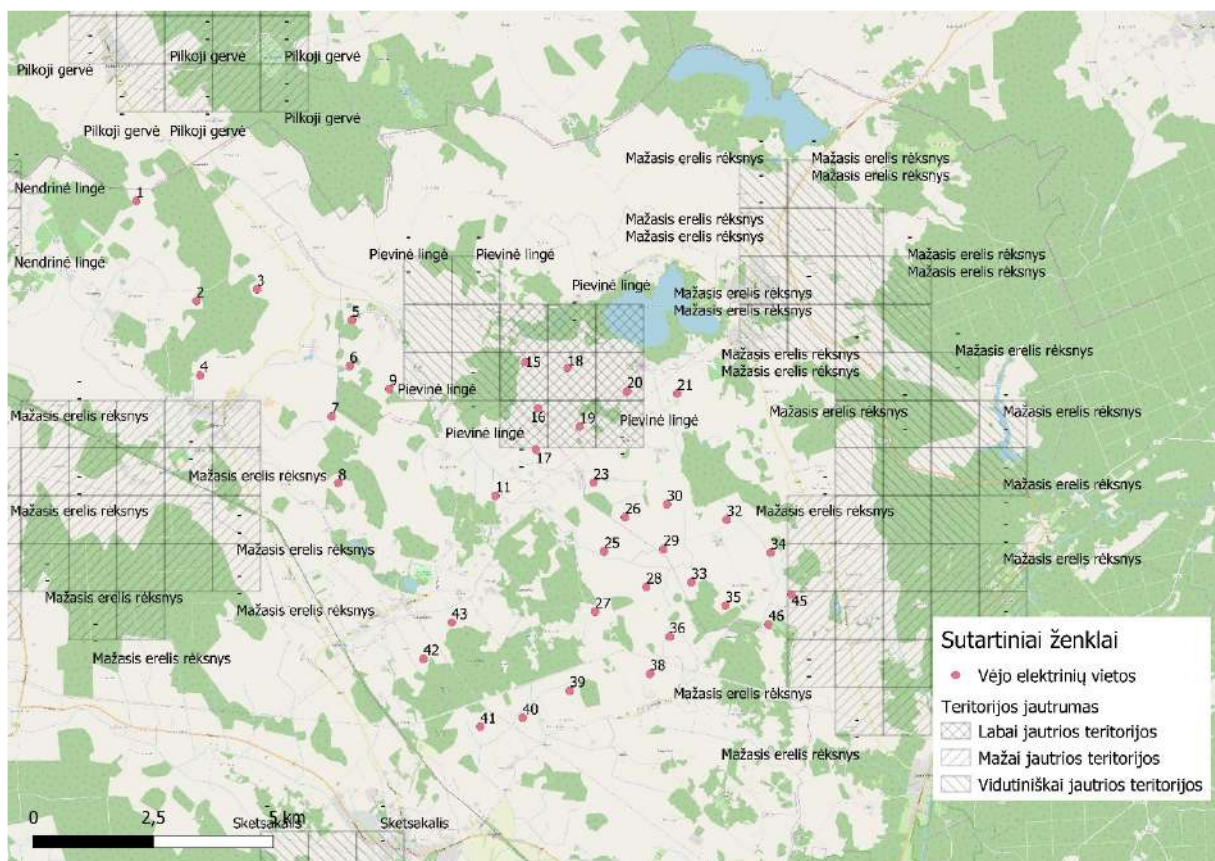 Pilkoji gervė
Pilkoji gervė
Pilkoji gervė
Pilkoji gervė
Pilkoji gervė
Pilkoji gervė
Mažasis erelis rėksnys
Mažasis erelis rėksnys
Mažasis erelis rėksnys
Nendrinė lingė
1
Mažasis erelis rėksnys
Mažasis erelis rėksnys
Nendrinė lingė
Pievinė lingė
Pievinė lingė
Mažasis erelis rėksnys
Mažasis erelis rėksnys
3
Pievinė lingė
Mažasis erelis rėksnys
Mažasis erelis rėksnys
2
5
Mažasis erelis rėksnys
Mažasis erelis rėksnys
Mažasis erelis rėksnys
6
15
18
4
9
Pievinė lingė
20
21
Mažasis erelis rėksnys
7
16
19
Pievinė lingė
Mažasis erelis rėksnys
Mažasis erelis rėksnys
Pievinė lingė
17
Mažasis erelis rėksnys
8
11
23
Mažasis erelis rėksnys
Mažasis erelis rėksnys
26
30
32
Mažasis erelis rėksnys
Mažasis erelis rėksnys
25
29
34
Mažasis erelis rėksnys
Mažasis erelis rėksnys
28
33
45
Mažasis erelis rėksnys
43
27
35
46
36
Mažasis erelis rėksnys
42
38
39
Mažasis erelis rėksnys
41
40
Mažasis erelis rėksnys
Sutartiniai ženklai
Vėjo elektrinių vietos
Teritorijos jautrumas
Labai jautrios teritorijos
Mažai jautrios teritorijos
Vidutiniškai jautrios teritorijos
0
2,5
5 km
Sketsakalis
Sketsakalis